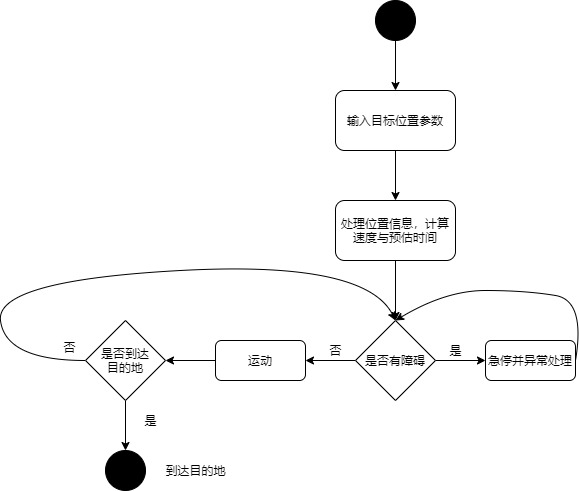 输入目标位置参数
处理位置信息，计算
速度与预估时间
是否有障碍
是
急停并异常处理
否
运动
是否到达
目的地
否
是
到达目的地